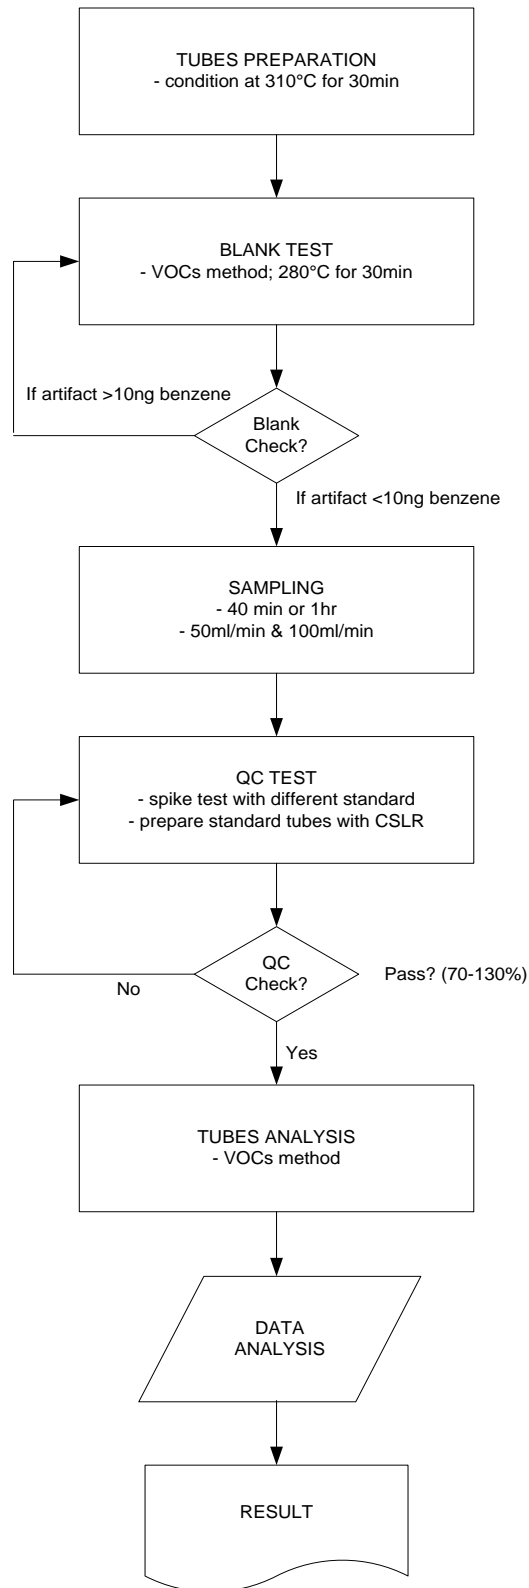 TUBES PREPARATION
- condition at 310°C for 30min
BLANK TEST
- VOCs method; 280°C for 30min
If artifact >10ng benzene
Blank
Check?
If artifact <10ng benzene
SAMPLING
- 40 min or 1hr
- 50ml/min & 100ml/min
QC TEST
- spike test with different standard
- prepare standard tubes with CSLR
QC
Check?
Pass? (70-130%)
No
Yes
TUBES ANALYSIS
- VOCs method
DATA
ANALYSIS
RESULT